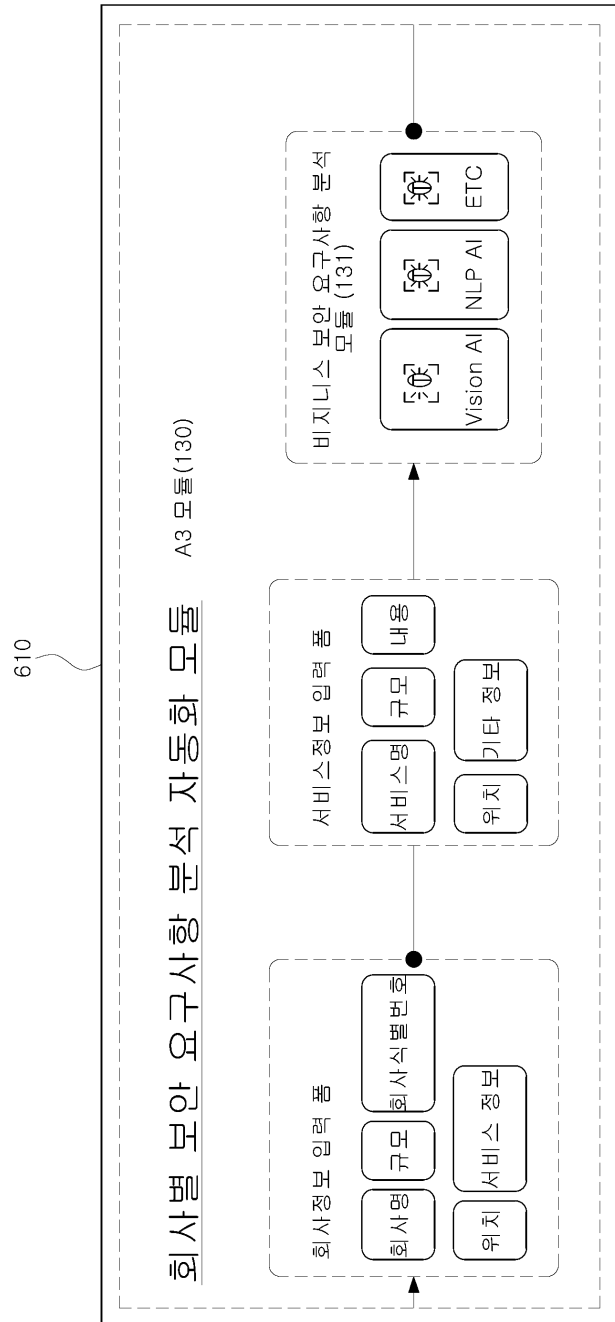 610
회사별 보안 요구사항 분석 자동화 모듈
A3 모듈(130)
회사정보 입력 폼
회사명
규모
회사식별번호
위치
서비스 정보
서비스정보 입력 폼
서비스명
규모
내용
위치
기타 정보
비지니스 보안 요구사항 분석
모듈 (131)
Vision AI
NLP AI
ETC